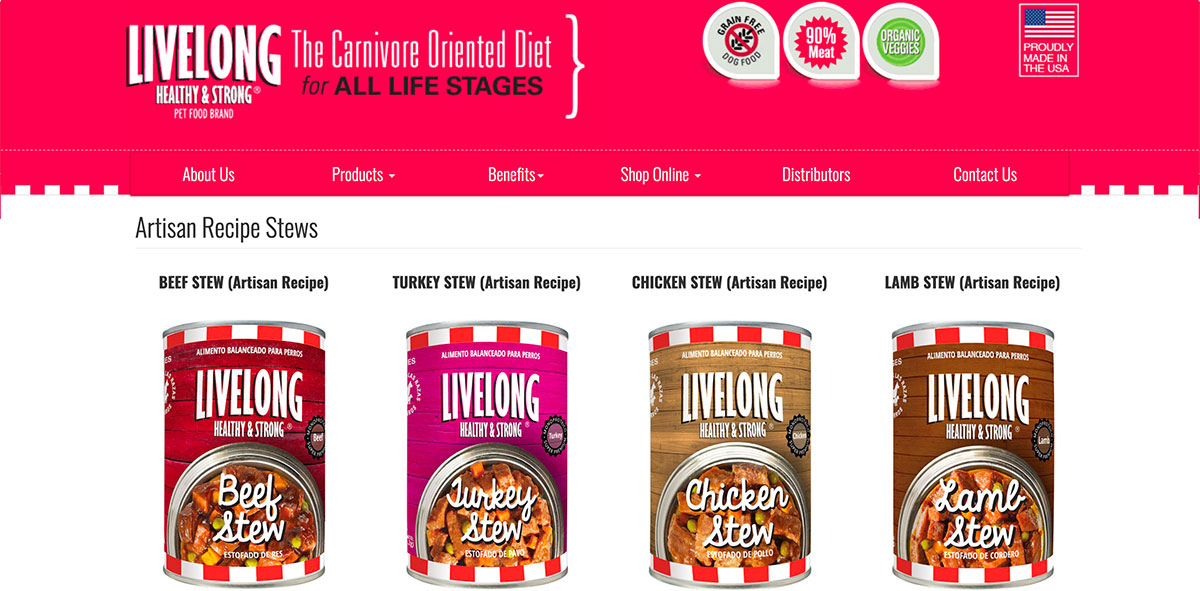 LIVELONG
HEALTHY & STRONG®
PET FOOD BRAND
The Carnivore Oriented Diet
for ALL LIFE STAGES
GRAIN FREE
DOG FOOD
90%
Meat
ORGANIC
VEGGIES
PROUDLY
MADE IN
THE USA
About Us
Products
Benefits
Shop Online
Distributors
Contact Us
Artisan Recipe Stews
BEEF STEW (Artisan Recipe)
TURKEY STEW (Artisan Recipe)
CHICKEN STEW (Artisan Recipe)
LAMB STEW (Artisan Recipe)
ALIMENTO BALANCEADO PARA PERROS
LIVELONG
HEALTHY & STRONG®
Beef
Beef
Stew
ESTOFADO DE RES
ALIMENTO BALANCEADO PARA PERROS
LIVELONG
HEALTHY & STRONG®
Turkey
Turkey
Stew
ESTOFADO DE PAVO
ALIMENTO BALANCEADO PARA PERROS
LIVELONG
HEALTHY & STRONG®
Chicken
Chicken
Stew
ESTOFADO DE POLLO
ALIMENTO BALANCEADO PARA PERROS
LIVELONG
HEALTHY & STRONG®
Lamb
Lamb
Stew
ESTOFADO DE CORDERO